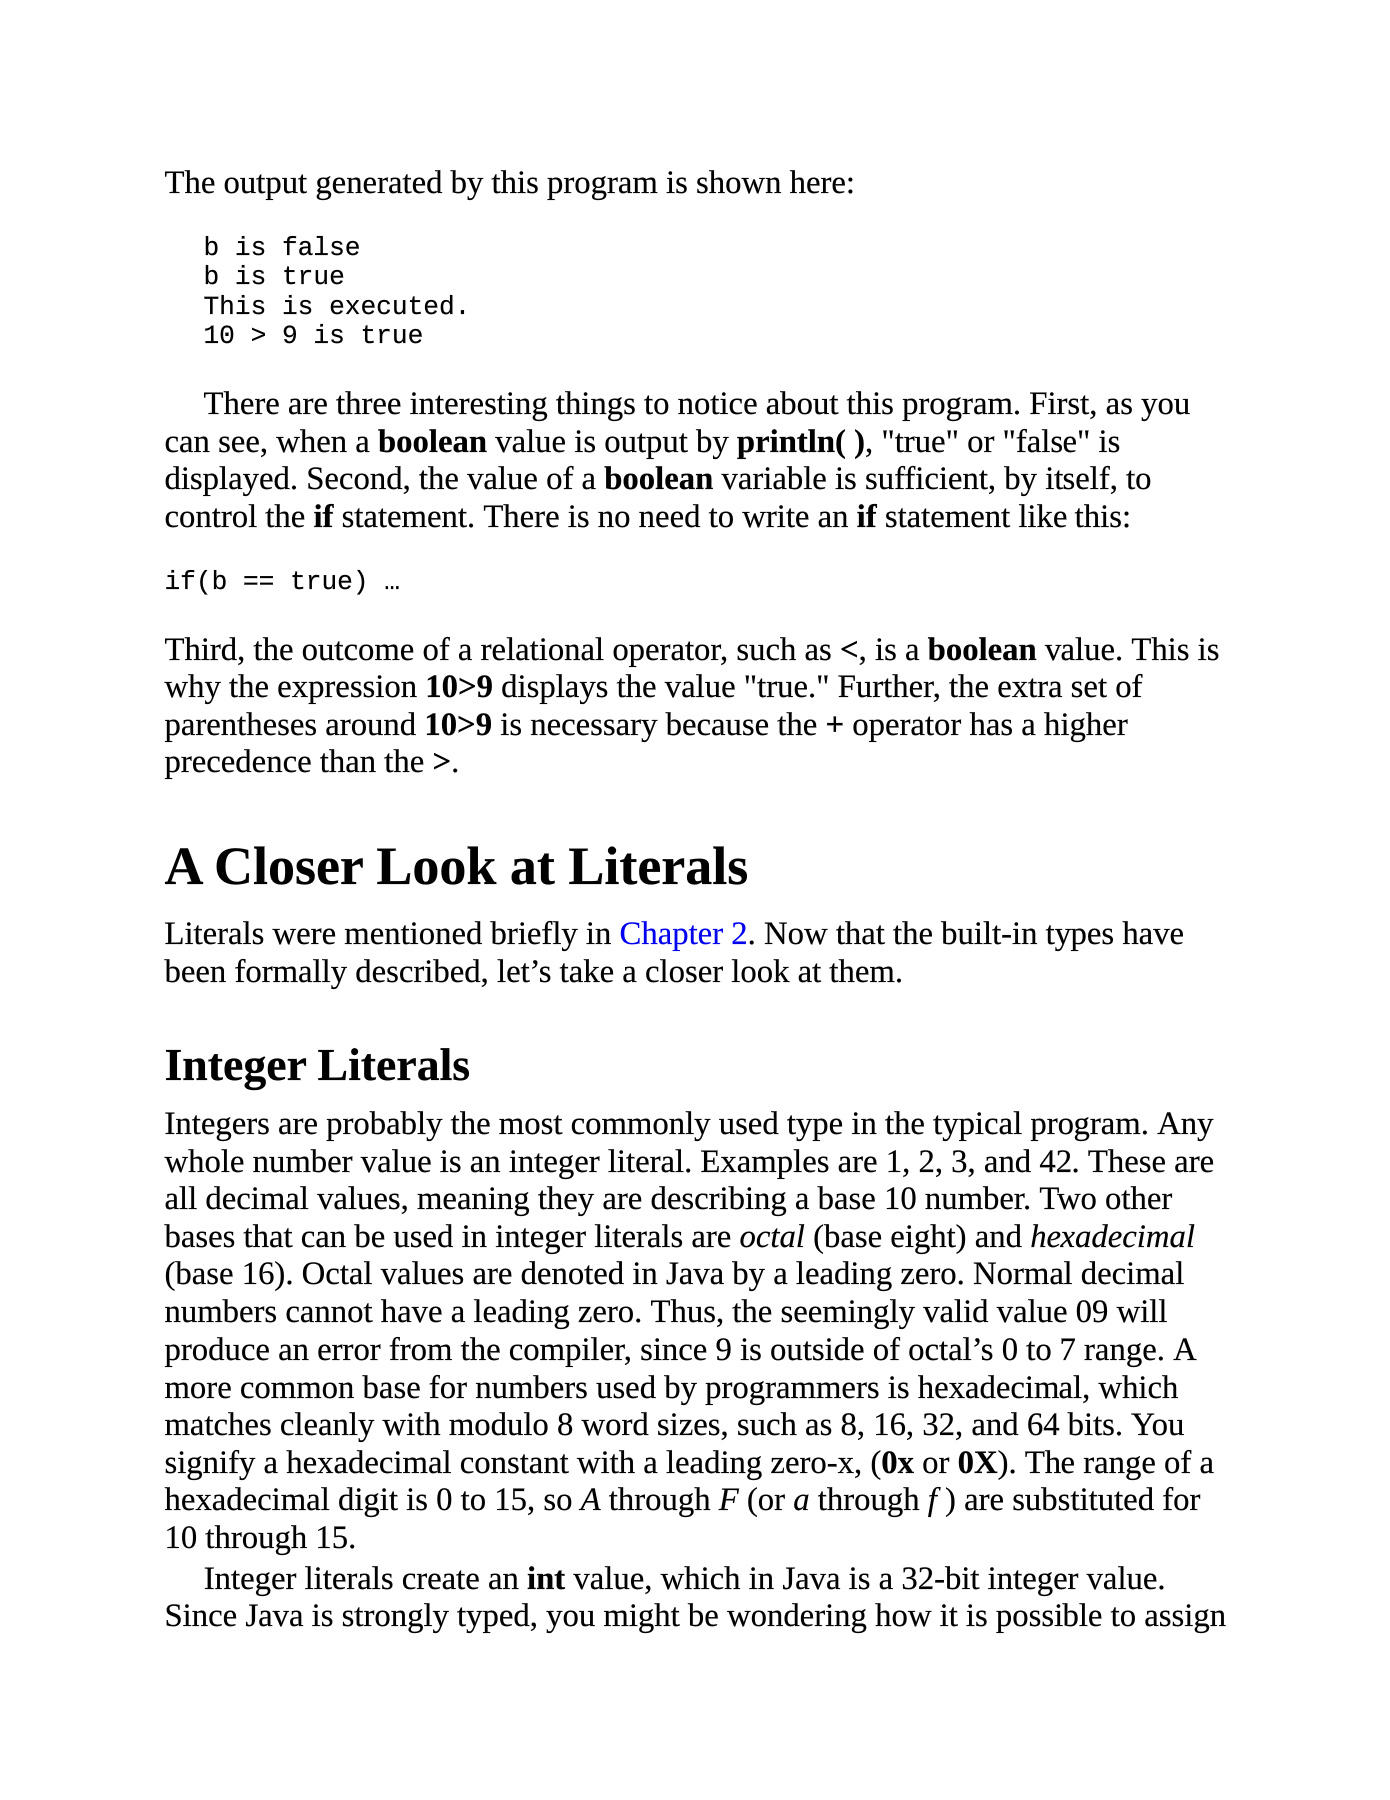 The output generated by this program is shown here:
b is false
b is true
This is executed.
10 > 9 is true
There are three interesting things to notice about this program. First, as you
can see, when a boolean value is output by println( ), "true" or "false" is
displayed. Second, the value of a boolean variable is sufficient, by itself, to
control the if statement. There is no need to write an if statement like this:
if(b == true) …
Third, the outcome of a relational operator, such as <, is a boolean value. This is
why the expression 10>9 displays the value "true." Further, the extra set of
parentheses around 10>9 is necessary because the + operator has a higher
precedence than the >.
A Closer Look at Literals
Literals were mentioned briefly in Chapter 2. Now that the built-in types have
been formally described, let’s take a closer look at them.
Integer Literals
Integers are probably the most commonly used type in the typical program. Any
whole number value is an integer literal. Examples are 1, 2, 3, and 42. These are
all decimal values, meaning they are describing a base 10 number. Two other
bases that can be used in integer literals are octal (base eight) and hexadecimal
(base 16). Octal values are denoted in Java by a leading zero. Normal decimal
numbers cannot have a leading zero. Thus, the seemingly valid value 09 will
produce an error from the compiler, since 9 is outside of octal’s 0 to 7 range. A
more common base for numbers used by programmers is hexadecimal, which
matches cleanly with modulo 8 word sizes, such as 8, 16, 32, and 64 bits. You
signify a hexadecimal constant with a leading zero-x, (0x or 0X). The range of a
hexadecimal digit is 0 to 15, so A through F (or a through f ) are substituted for
10 through 15.
Integer literals create an int value, which in Java is a 32-bit integer value.
Since Java is strongly typed, you might be wondering how it is possible to assign